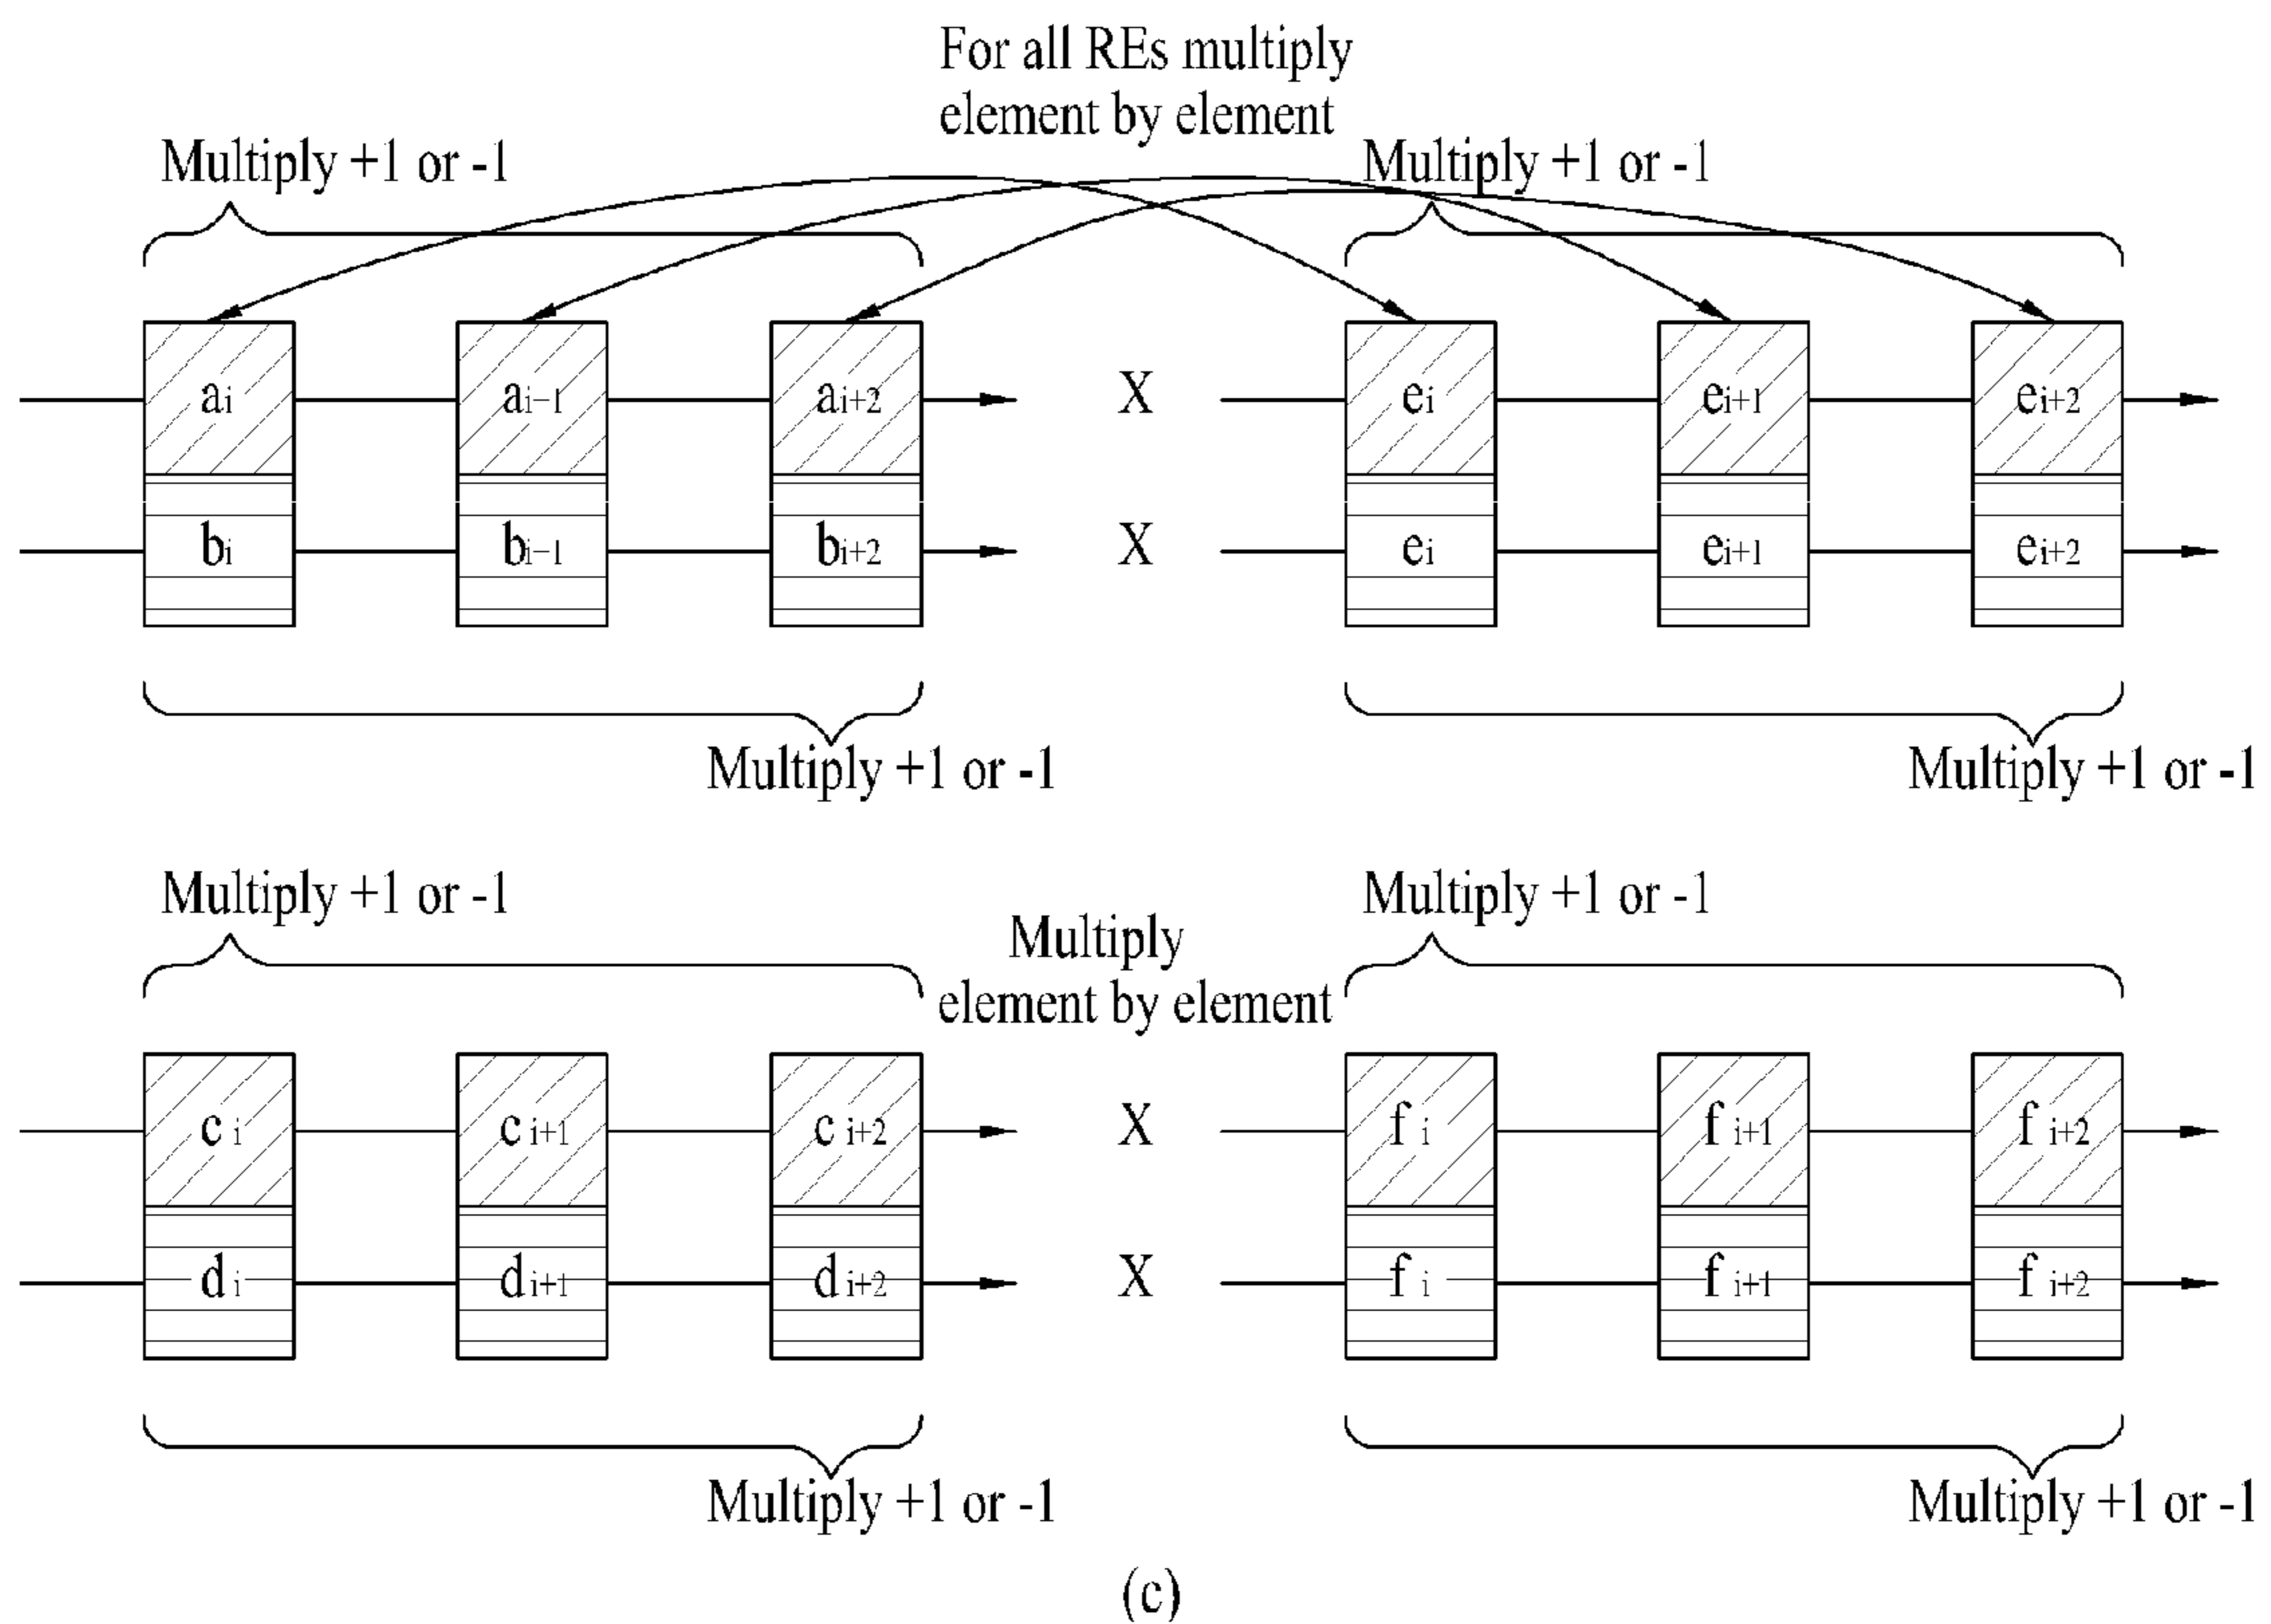 For all REs multiply
element by element
Multiply +1 or -1
Multiply +1 or -1
ai ai−1 ai+2 X ei ei+1 ei+2
bi bi−1 bi+2 X ei ei+1 ei+2
Multiply +1 or -1
Multiply +1 or -1
Multiply +1 or -1
Multiply +1 or -1
Multiply
element by element
c i c i+1 c i+2 X f i f i+1 f i+2
d i d i+1 d i+2 X f i f i+1 f i+2
Multiply +1 or -1
Multiply +1 or -1
(c)